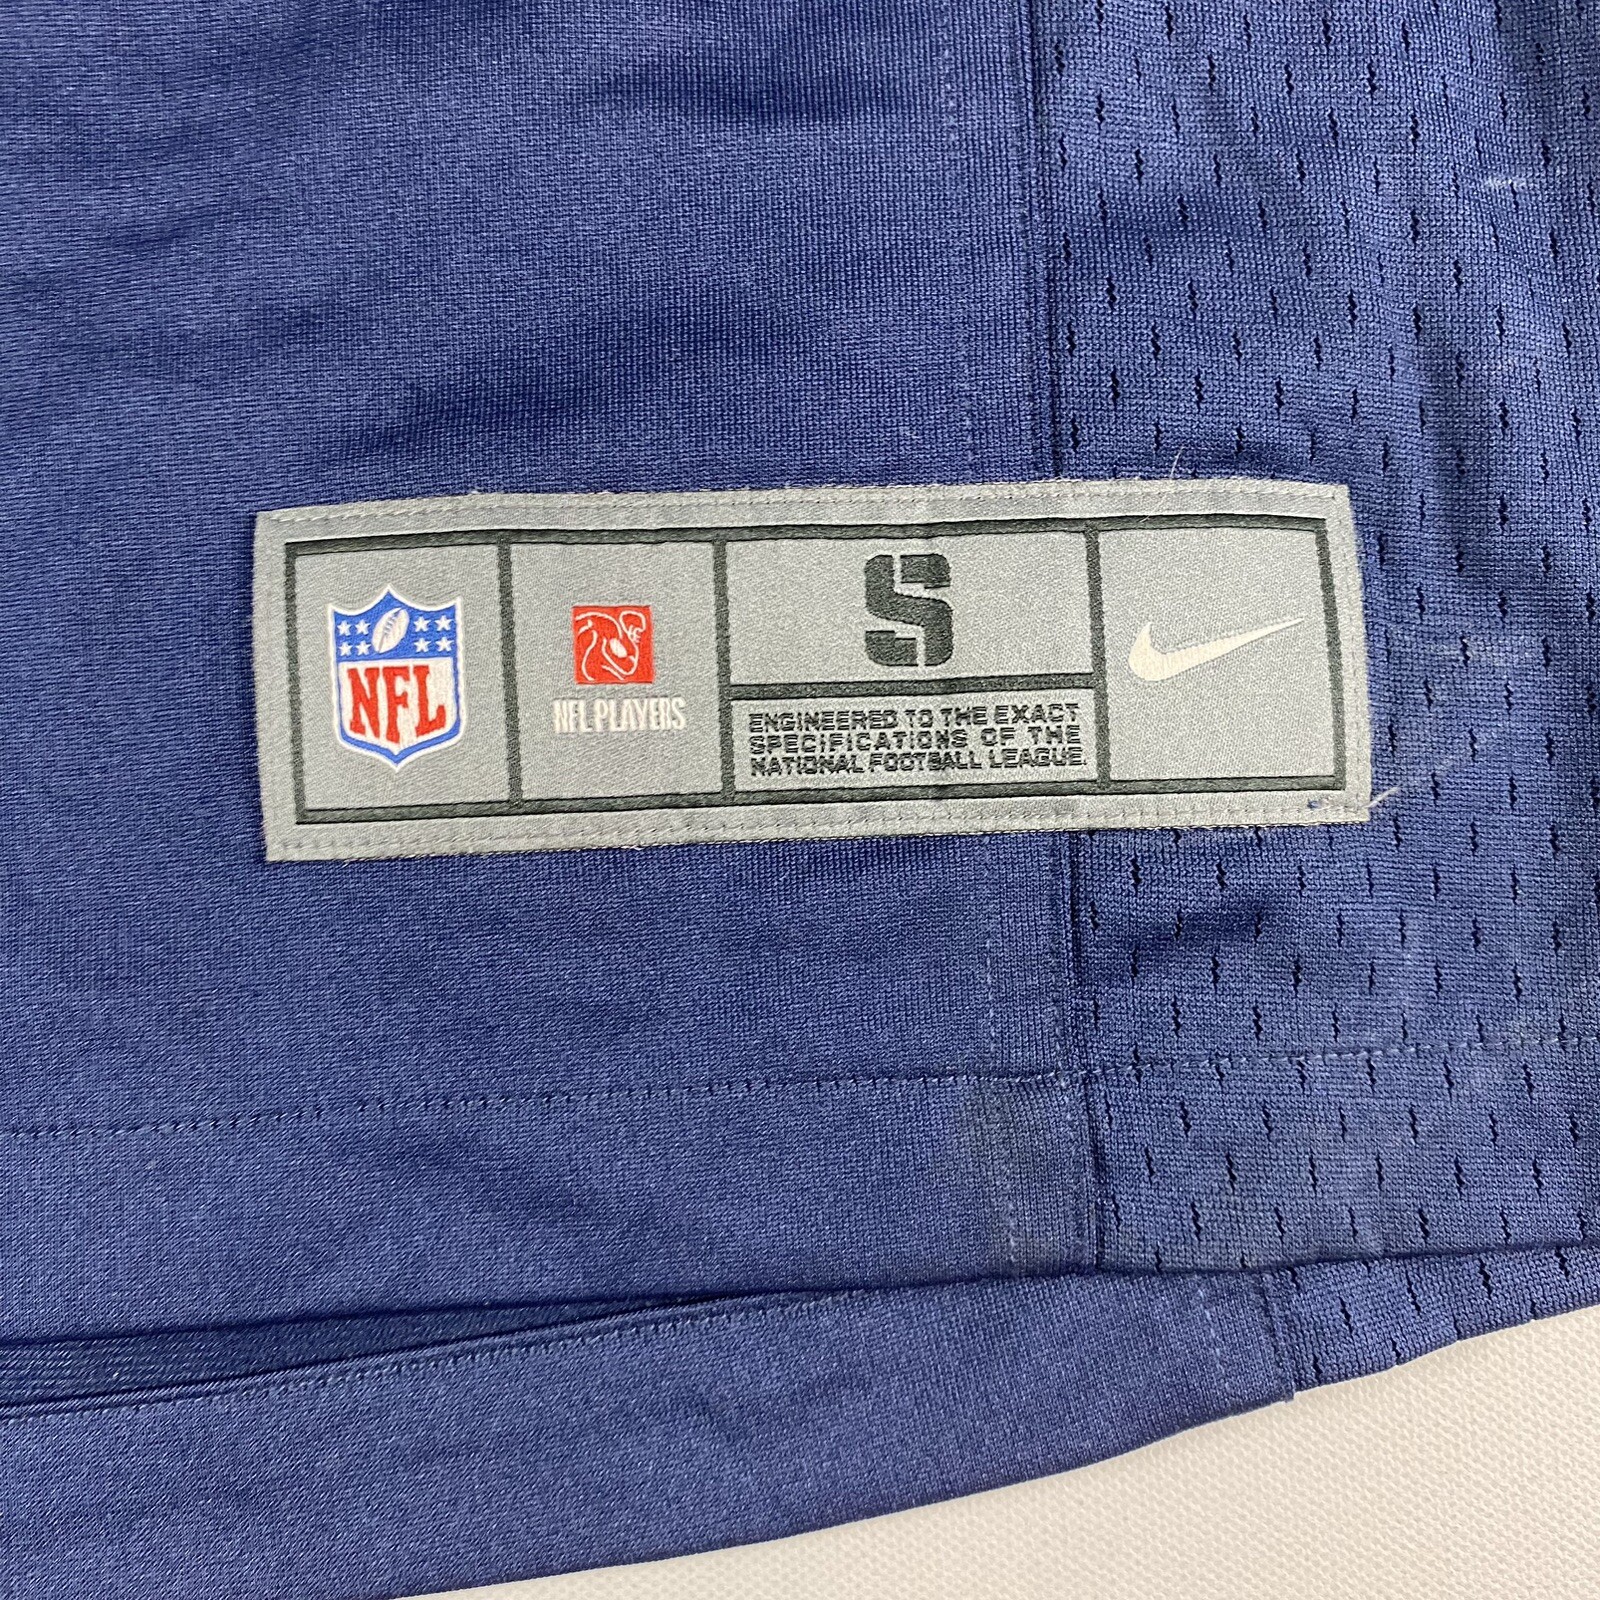 NFL
NFL PLAYERS
S
ENGINEERED TO THE EXACT
SPECIFICATIONS OF THE
NATIONAL FOOTBALL LEAGUE.